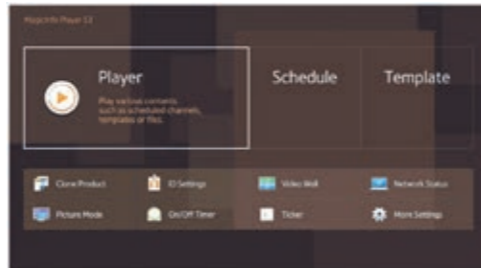 MagicInfo Player S3
Player
Play various contents
such as scheduled channels,
templates or files.
Schedule
Template
Clone Product
ID Settings
Video Wall
Network Status
Picture Mode
On/Off Timer
Ticker
More Settings